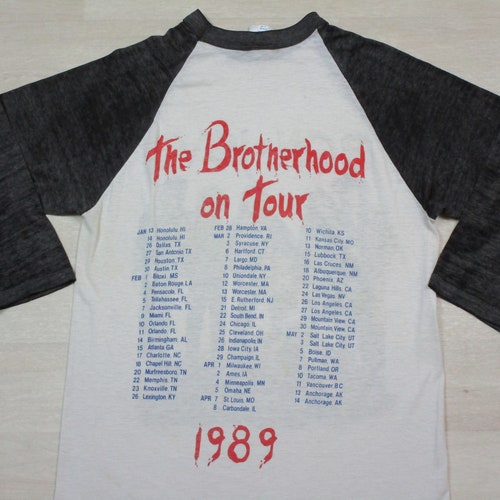 The Brotherhood
on Tour
JAN 13 Honolulu HI
14 Honolulu HI
26 Dallas, TX
27 San Antonio TX
29 Houston, TX
30 Austin, TX
FEB 1 Biloxi, MS
2 Baton Rouge, LA
4 Pensacola, FL
5 Tallahassee FL
7 Jacksonville, FL
9 Miami FL
10 Orlando FL
11 Orlando FL
14 Birmingham, AL
15 Atlanta GA
17 Charlotte, NC
18 Chapel Hill, NC
20 Murfreesboro, TN
22 Memphis, TN
23 Knoxville TN
26 Lexington, KY
FEB 28 Hampton, VA
MAR 2 Providence, RI
3 Syracuse NY
6 Hartford CT
7 Largo, MD
8 Philadelphia, PA
10 Uniondale NY
12 Worcester, MA
13 Worcester, MA
15 E. Rutherford, NJ
21 Detroit, MI
22 South Bend, IN
24 Chicago, IL
25 Cleveland OH
26 Indianapolis IN
28 Iowa City, IA
29 Champaign, IL
APR 1 Milwaukee WI
2 Ames IA
4 Minneapolis MN
5 Omaha NE
APR 7 St. Louis, MO
8 Carbondale, IL
10 Wichita KS
11 Kansas City, MO
13 Norman, OK
15 Lubbock, TX
16 Las Cruces, NM
18 Albuquerque, NM
20 Phoenix, AZ
22 Laguna Hills, CA
24 Las Vegas, NV
26 Los Angeles, CA
27 Los Angeles, CA
29 Mountain View, CA
30 Mountain View, CA
MAY 2 Salt Lake City, UT
3 Salt Lake City, UT
5 Boise, ID
7 Pullman, WA
8 Portland, OR
10 Tacoma, WA
11 Vancouver BC
13 Anchorage, AK
14 Anchorage, AK
1989